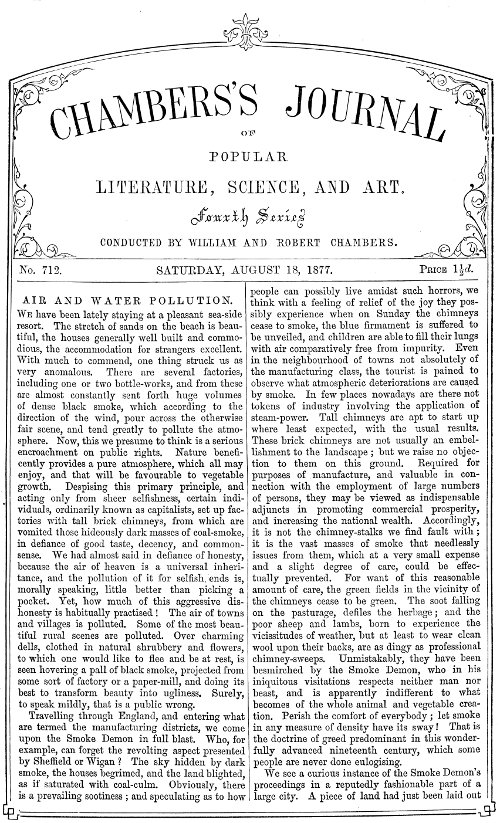 CHAMBERS'S JOURNAL
OF
POPULAR
LITERATURE, SCIENCE, AND ART.
Fourth Series
CONDUCTED BY WILLIAM AND ROBERT CHAMBERS.
No. 712.
SATURDAY, AUGUST 18, 1877.
PRICE 1½d.
AIR AND WATER POLLUTION.
WE have been lately staying at a pleasant sea-side
resort. The stretch of sands on the beach is beau-
tiful, the houses generally well built and commo-
dious, the accommodation for strangers excellent.
With much to commend, one thing struck us as
very anomalous. There are several factories,
including one or two bottle-works, and from these
are almost constantly sent forth huge volumes
of dense black smoke, which according to the
direction of the wind, pour across the otherwise
fair scene, and tend greatly to pollute the atmo-
sphere. Now, this we presume to think is a serious
encroachment on public rights. Nature benefi-
cently provides a pure atmosphere, which all may
enjoy, and that will be favourable to vegetable
growth. Despising this primary principle, and
acting only from sheer selfishness, certain indi-
viduals, ordinarily known as capitalists, set up fac-
tories with tall brick chimneys, from which are
vomited those hideously dark masses of coal-smoke,
in defiance of good taste, decency, and common-
sense. We had almost said in defiance of honesty,
because the air of heaven is a universal inheri-
tance, and the pollution of it for selfish ends is,
morally speaking, little better than picking a
pocket. Yet, how much of this aggressive dis-
honesty is habitually practised! The air of towns
and villages is polluted. Some of the most beau-
tiful rural scenes are polluted. Over charming
dells, clothed in natural shrubbery and flowers,
to which one would like to flee and be at rest, is
seen hovering a pall of black smoke, projected from
some sort of factory or a paper-mill, and doing its
best to transform beauty into ugliness. Surely,
to speak mildly, that is a public wrong.
Travelling through England, and entering what
are termed the manufacturing districts, we come
upon the Smoke Demon in full blast. Who, for
example, can forget the revolting aspect presented
by Sheffield or Wigan? The sky hidden by dark
smoke, the houses begrimed, and the land blighted,
as if saturated with coal-culm. Obviously, there
is a prevailing sootiness; and speculating as to how
people can possibly live amidst such horrors, we
think with a feeling of relief of the joy they pos-
sibly experience when on Sunday the chimneys
cease to smoke, the blue firmament is suffered to
be unveiled, and children are able to fill their lungs
with air comparatively free from impurity. Even
in the neighbourhood of towns not absolutely of
the manufacturing class, the tourist is pained to
observe what atmospheric deteriorations are caused
by smoke. In few places nowadays are there not
tokens of industry involving the application of
steam-power. Tall chimneys are apt to start up
where least expected, with the usual results.
These brick chimneys are not usually an embel-
lishment to the landscape; but we raise no objec-
tion to them on this ground. Required for
purposes of manufacture, and valuable in con-
nection with the employment of large numbers
of persons, they may be viewed as indispensable
adjuncts in promoting commercial prosperity,
and increasing the national wealth. Accordingly,
it is not the chimney-stalks we find fault with;
it is the vast masses of smoke that needlessly
issues from them, which at a very small expense
and a slight degree of care, could be effec-
tually prevented. For want of this reasonable
amount of care, the green fields in the vicinity of
the chimneys cease to be green. The soot falling
on the pasturage, defiles the herbage; and the
poor sheep and lambs, born to experience the
vicissitudes of weather, but at least to wear clean
wool upon their backs, are as dingy as professional
chimney-sweeps. Unmistakably, they have been
besmirched by the Smoke Demon, who in his
iniquitous visitations respects neither man nor
beast, and is apparently indifferent to what
becomes of the whole animal and vegetable crea-
tion. Perish the comfort of everybody; let smoke
in any measure of density have its sway! That is
the doctrine of greed predominant in this wonder-
fully advanced nineteenth century, which some
people are never done eulogising.
We see a curious instance of the Smoke Demon's
proceedings in a reputedly fashionable part of a
large city. A piece of land had just been laid out